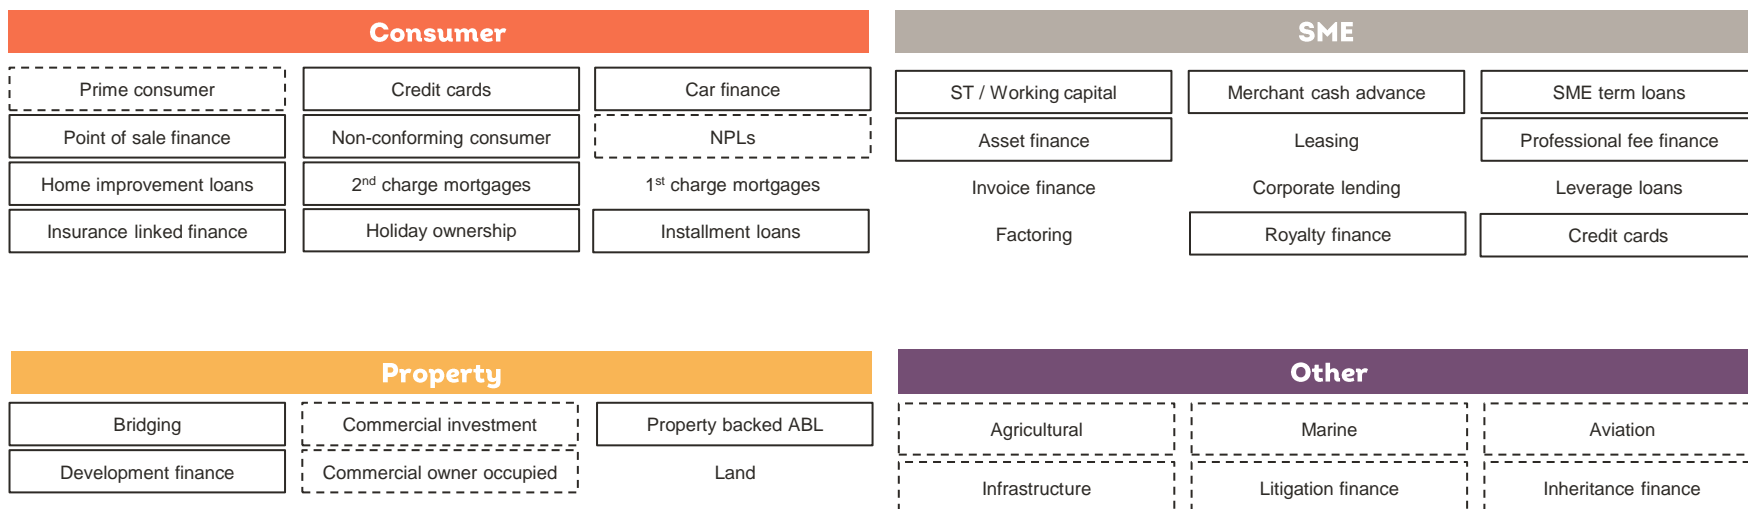 Consumer
Prime consumer
Credit cards
Car finance
Point of sale finance
Non-conforming consumer
NPLs
Home improvement loans
2nd charge mortgages
1st charge mortgages
Insurance linked finance
Holiday ownership
Installment loans
SME
ST / Working capital
Merchant cash advance
SME term loans
Asset finance
Leasing
Professional fee finance
Invoice finance
Corporate lending
Leverage loans
Factoring
Royalty finance
Credit cards
Property
Bridging
Commercial investment
Property backed ABL
Development finance
Commercial owner occupied
Land
Other
Agricultural
Marine
Aviation
Infrastructure
Litigation finance
Inheritance finance